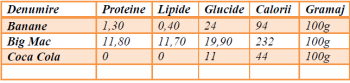 Denumire Proteine Lipide Glucide Calorii Gramaj
Banane 1,30 0,40 24 94 100g
Big Mac 11,80 11,70 19,90 232 100g
Coca Cola 0 0 11 44 100g